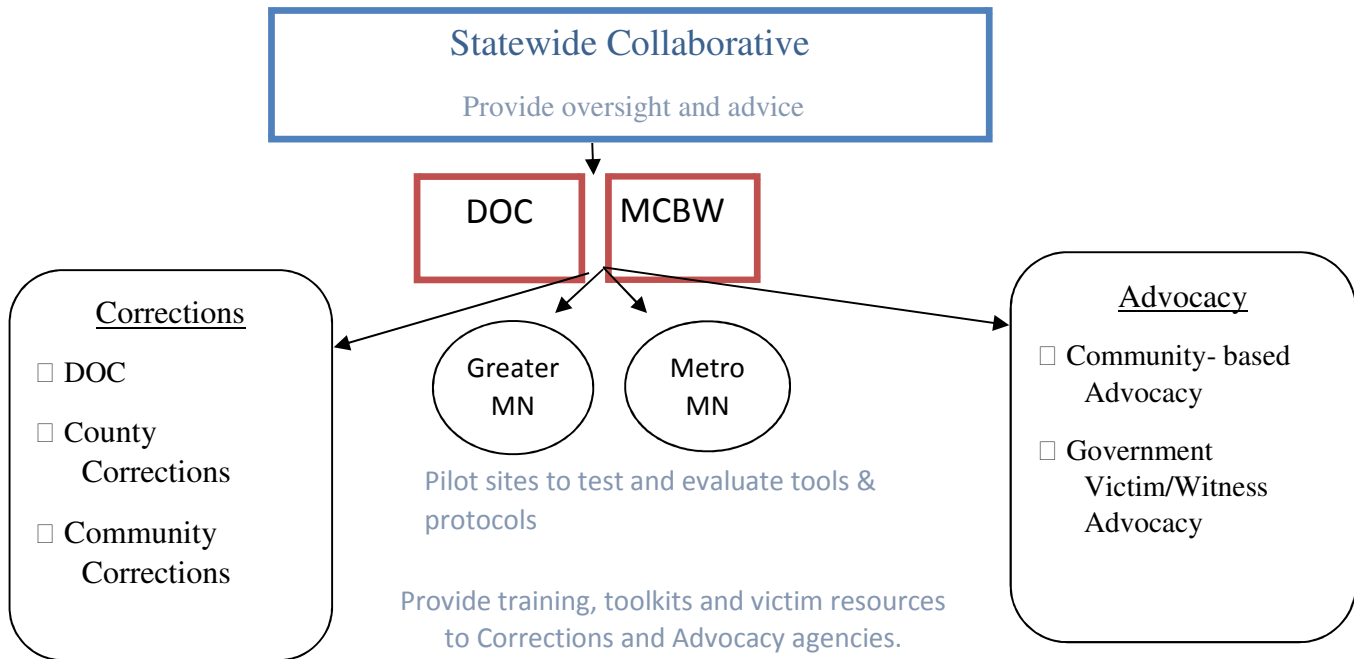 Statewide Collaborative
Provide oversight and advice
DOC
MCBW
Corrections
□ DOC
□ County
Corrections
□ Community
Corrections
Greater
MN
Metro
MN
Pilot sites to test and evaluate tools &
protocols
Provide training, toolkits and victim resources
to Corrections and Advocacy agencies.
Advocacy
□ Community- based
Advocacy
□ Government
Victim/Witness
Advocacy